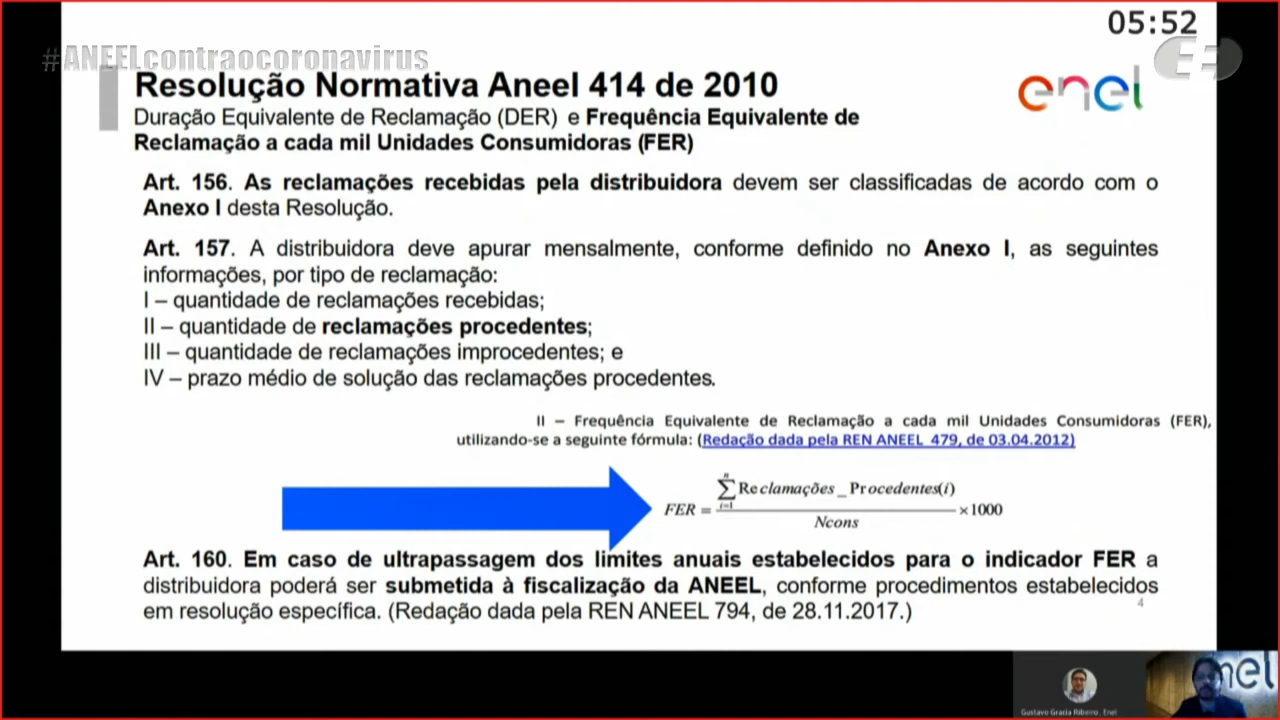 05:52
#ANEELcontraocoronavirus
Resolução Normativa Aneel 414 de 2010
enel
Duração Equivalente de Reclamação (DER) e Frequência Equivalente de
Reclamação a cada mil Unidades Consumidoras (FER)
Art. 156. As reclamações recebidas pela distribuidora devem ser classificadas de acordo com o
Anexo I desta Resolução.
Art. 157. A distribuidora deve apurar mensalmente, conforme definido no Anexo I, as seguintes
informações, por tipo de reclamação:
I – quantidade de reclamações recebidas;
II – quantidade de reclamações procedentes;
III – quantidade de reclamações improcedentes; e
IV – prazo médio de solução das reclamações procedentes.
II – Frequência Equivalente de Reclamação a cada mil Unidades Consumidoras (FER),
utilizando-se a seguinte fórmula: (Redação dada pela REN ANEEL 479, de 03.04.2012)
n
∑ Reclamações _ Procedentes(i)
i=1
FER = ×1000
Ncons
Art. 160. Em caso de ultrapassagem dos limites anuais estabelecidos para o indicador FER a
distribuidora poderá ser submetida à fiscalização da ANEEL, conforme procedimentos estabelecidos
em resolução específica. (Redação dada pela REN ANEEL 794, de 28.11.2017.)
4
nel
Gustavo Gracia Ribeiro , Enel